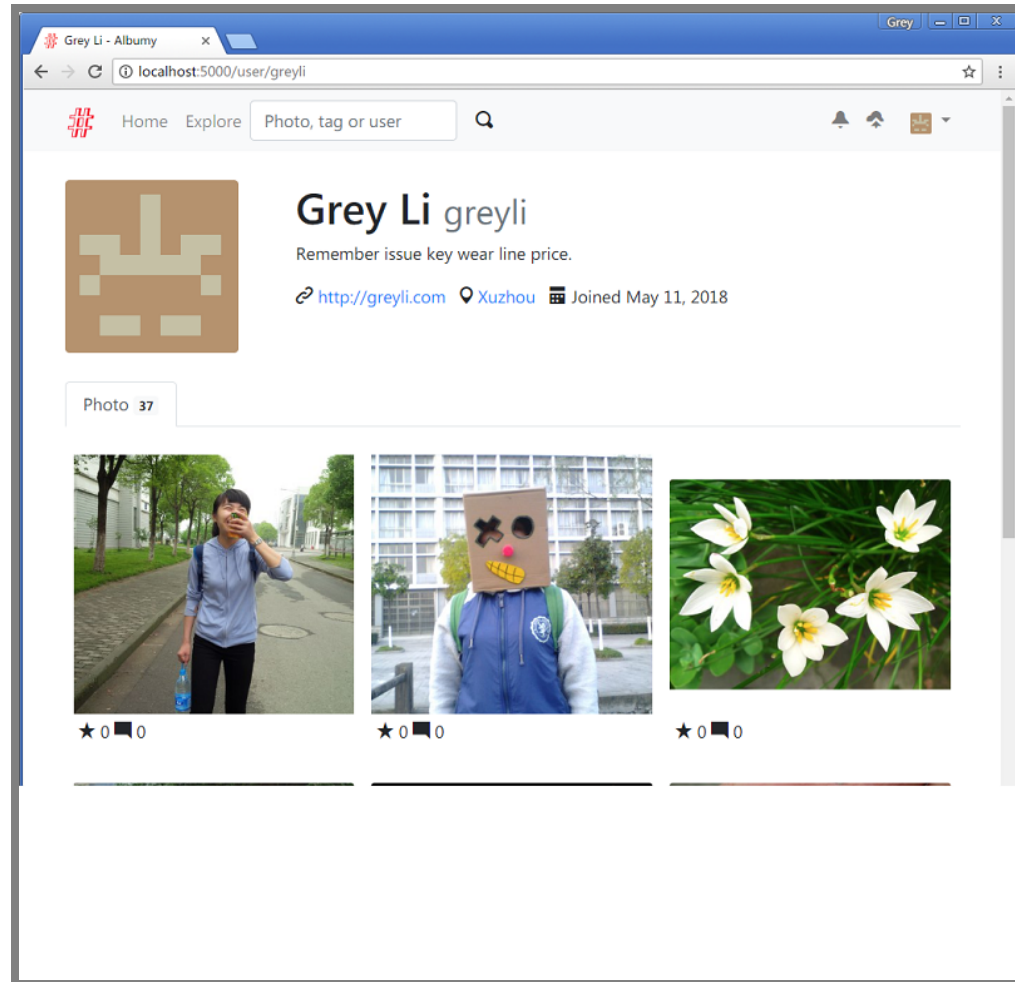 Grey
Grey Li - Albumy
localhost:5000/user/greyli
Home Explore Photo, tag or user
Grey Li greyli
Remember issue key wear line price.
http://greyli.com Xuzhou Joined May 11, 2018
Photo 37
0 0 0 0 0 0